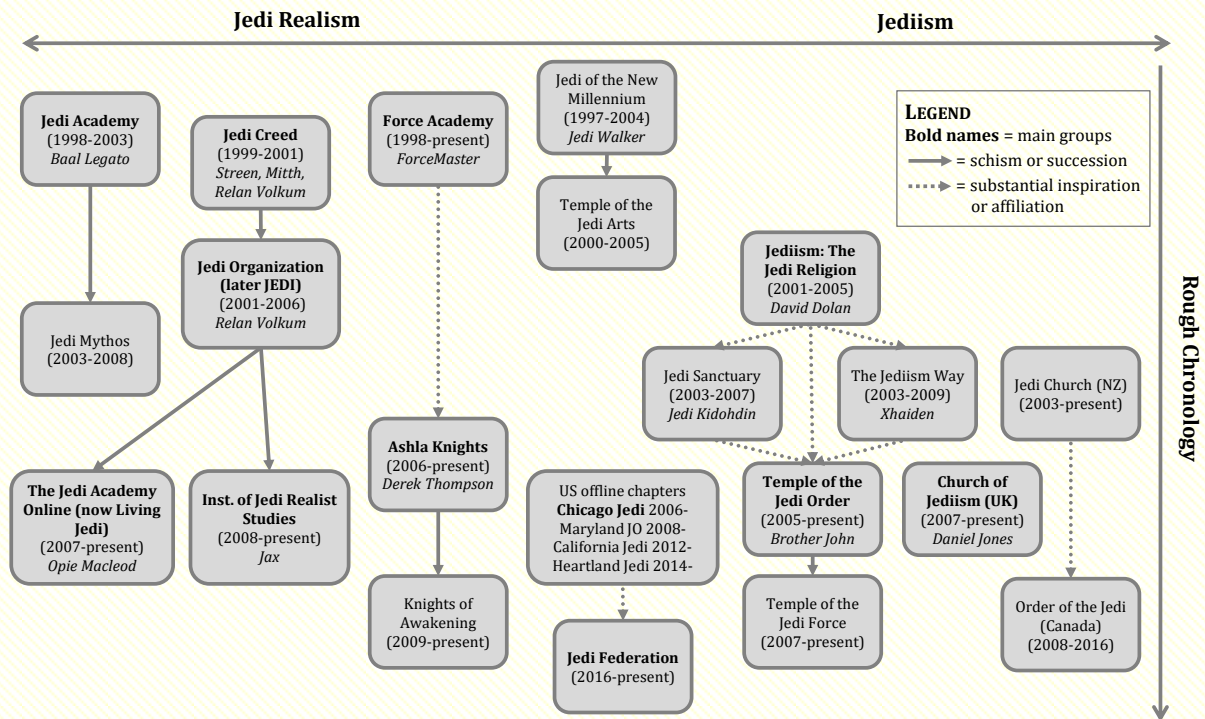 Jedi Realism
Jediism
Jedi Academy
(1998-2003)
Baal Legato
Jedi Creed
(1999-2001)
Streen, Mitth,
Relan Volkum
Force Academy
(1998-present)
ForceMaster
Jedi of the New
Millennium
(1997-2004)
Jedi Walker
LEGEND
Bold names = main groups
= schism or succession
= substantial inspiration
or affiliation
Temple of the
Jedi Arts
(2000-2005)
Jedi Organization
(later JEDI)
(2001-2006)
Relan Volkum
Jediism: The
Jedi Religion
(2001-2005)
David Dolan
Rough Chronology
Jedi Mythos
(2003-2008)
Jedi Sanctuary
(2003-2007)
Jedi Kidohdin
The Jediism Way
(2003-2009)
Xhaiden
Jedi Church (NZ)
(2003-present)
Ashla Knights
(2006-present)
Derek Thompson
The Jedi Academy
Online (now Living
Jedi)
(2007-present)
Opie Macleod
Inst. of Jedi Realist
Studies
(2008-present)
Jax
US offline chapters
Chicago Jedi 2006-
Maryland JO 2008-
California Jedi 2012-
Heartland Jedi 2014-
Temple of the
Jedi Order
(2005-present)
Brother John
Church of
Jediism (UK)
(2007-present)
Daniel Jones
Knights of
Awakening
(2009-present)
Jedi Federation
(2016-present)
Temple of the
Jedi Force
(2007-present)
Order of the Jedi
(Canada)
(2008-2016)